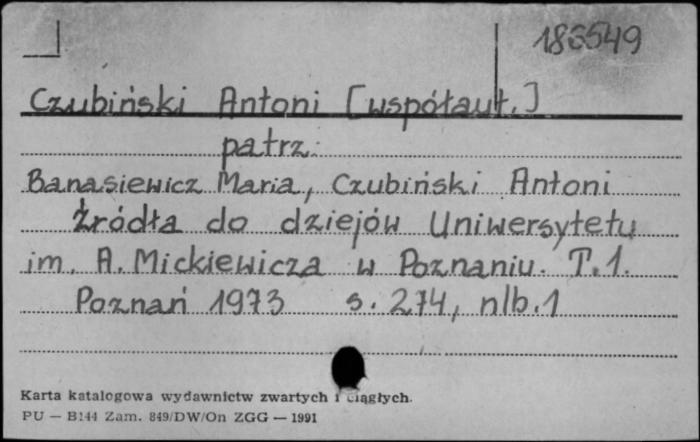 183549
Czubiński Antoni [współaut.]
patrz:
Banasiewicz Maria, Czubiński Antoni
Źródła do dziejów Uniwersytetu
im. A. Mickiewicza w Poznaniu. T.1.
Poznań 1973 s. 274, nlb.1
Karta katalogowa wydawnictw zwartych i ciągłych.
PU — B144 Zam. 849/DW/On ZGG — 1991